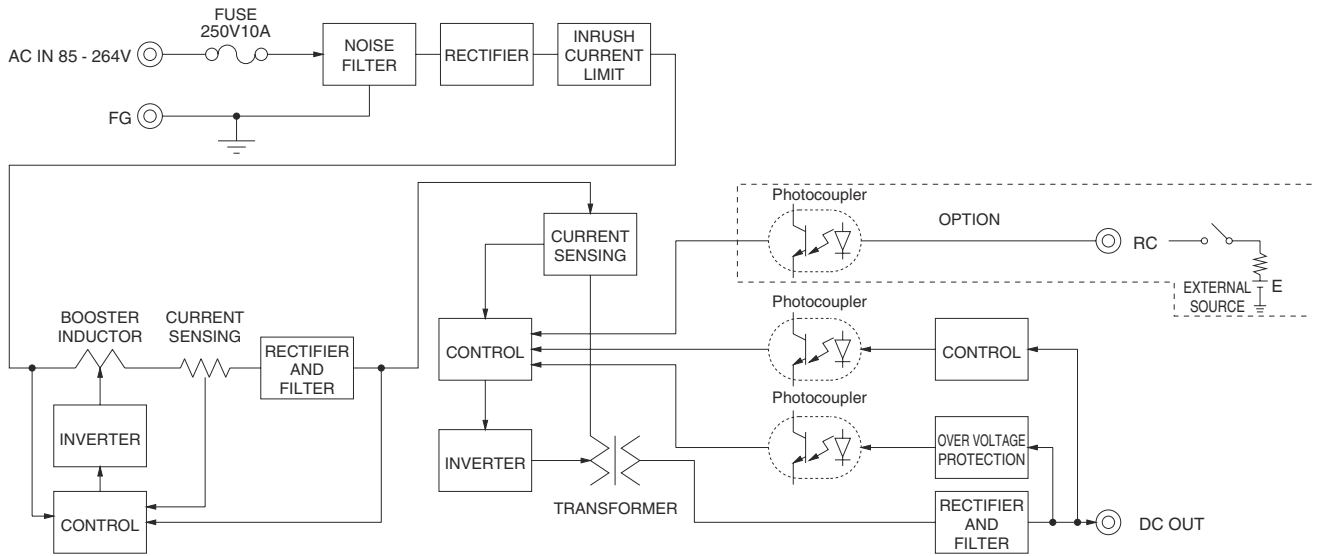 FUSE
250V10A
AC IN 85 - 264V
NOISE
FILTER
RECTIFIER
INRUSH
CURRENT
LIMIT
FG
Photocoupler
OPTION
RC
CURRENT
SENSING
EXTERNAL
SOURCE
E
BOOSTER
INDUCTOR
CURRENT
SENSING
RECTIFIER
AND
FILTER
CONTROL
Photocoupler
CONTROL
Photocoupler
INVERTER
INVERTER
OVER VOLTAGE
PROTECTION
TRANSFORMER
CONTROL
RECTIFIER
AND
FILTER
DC OUT